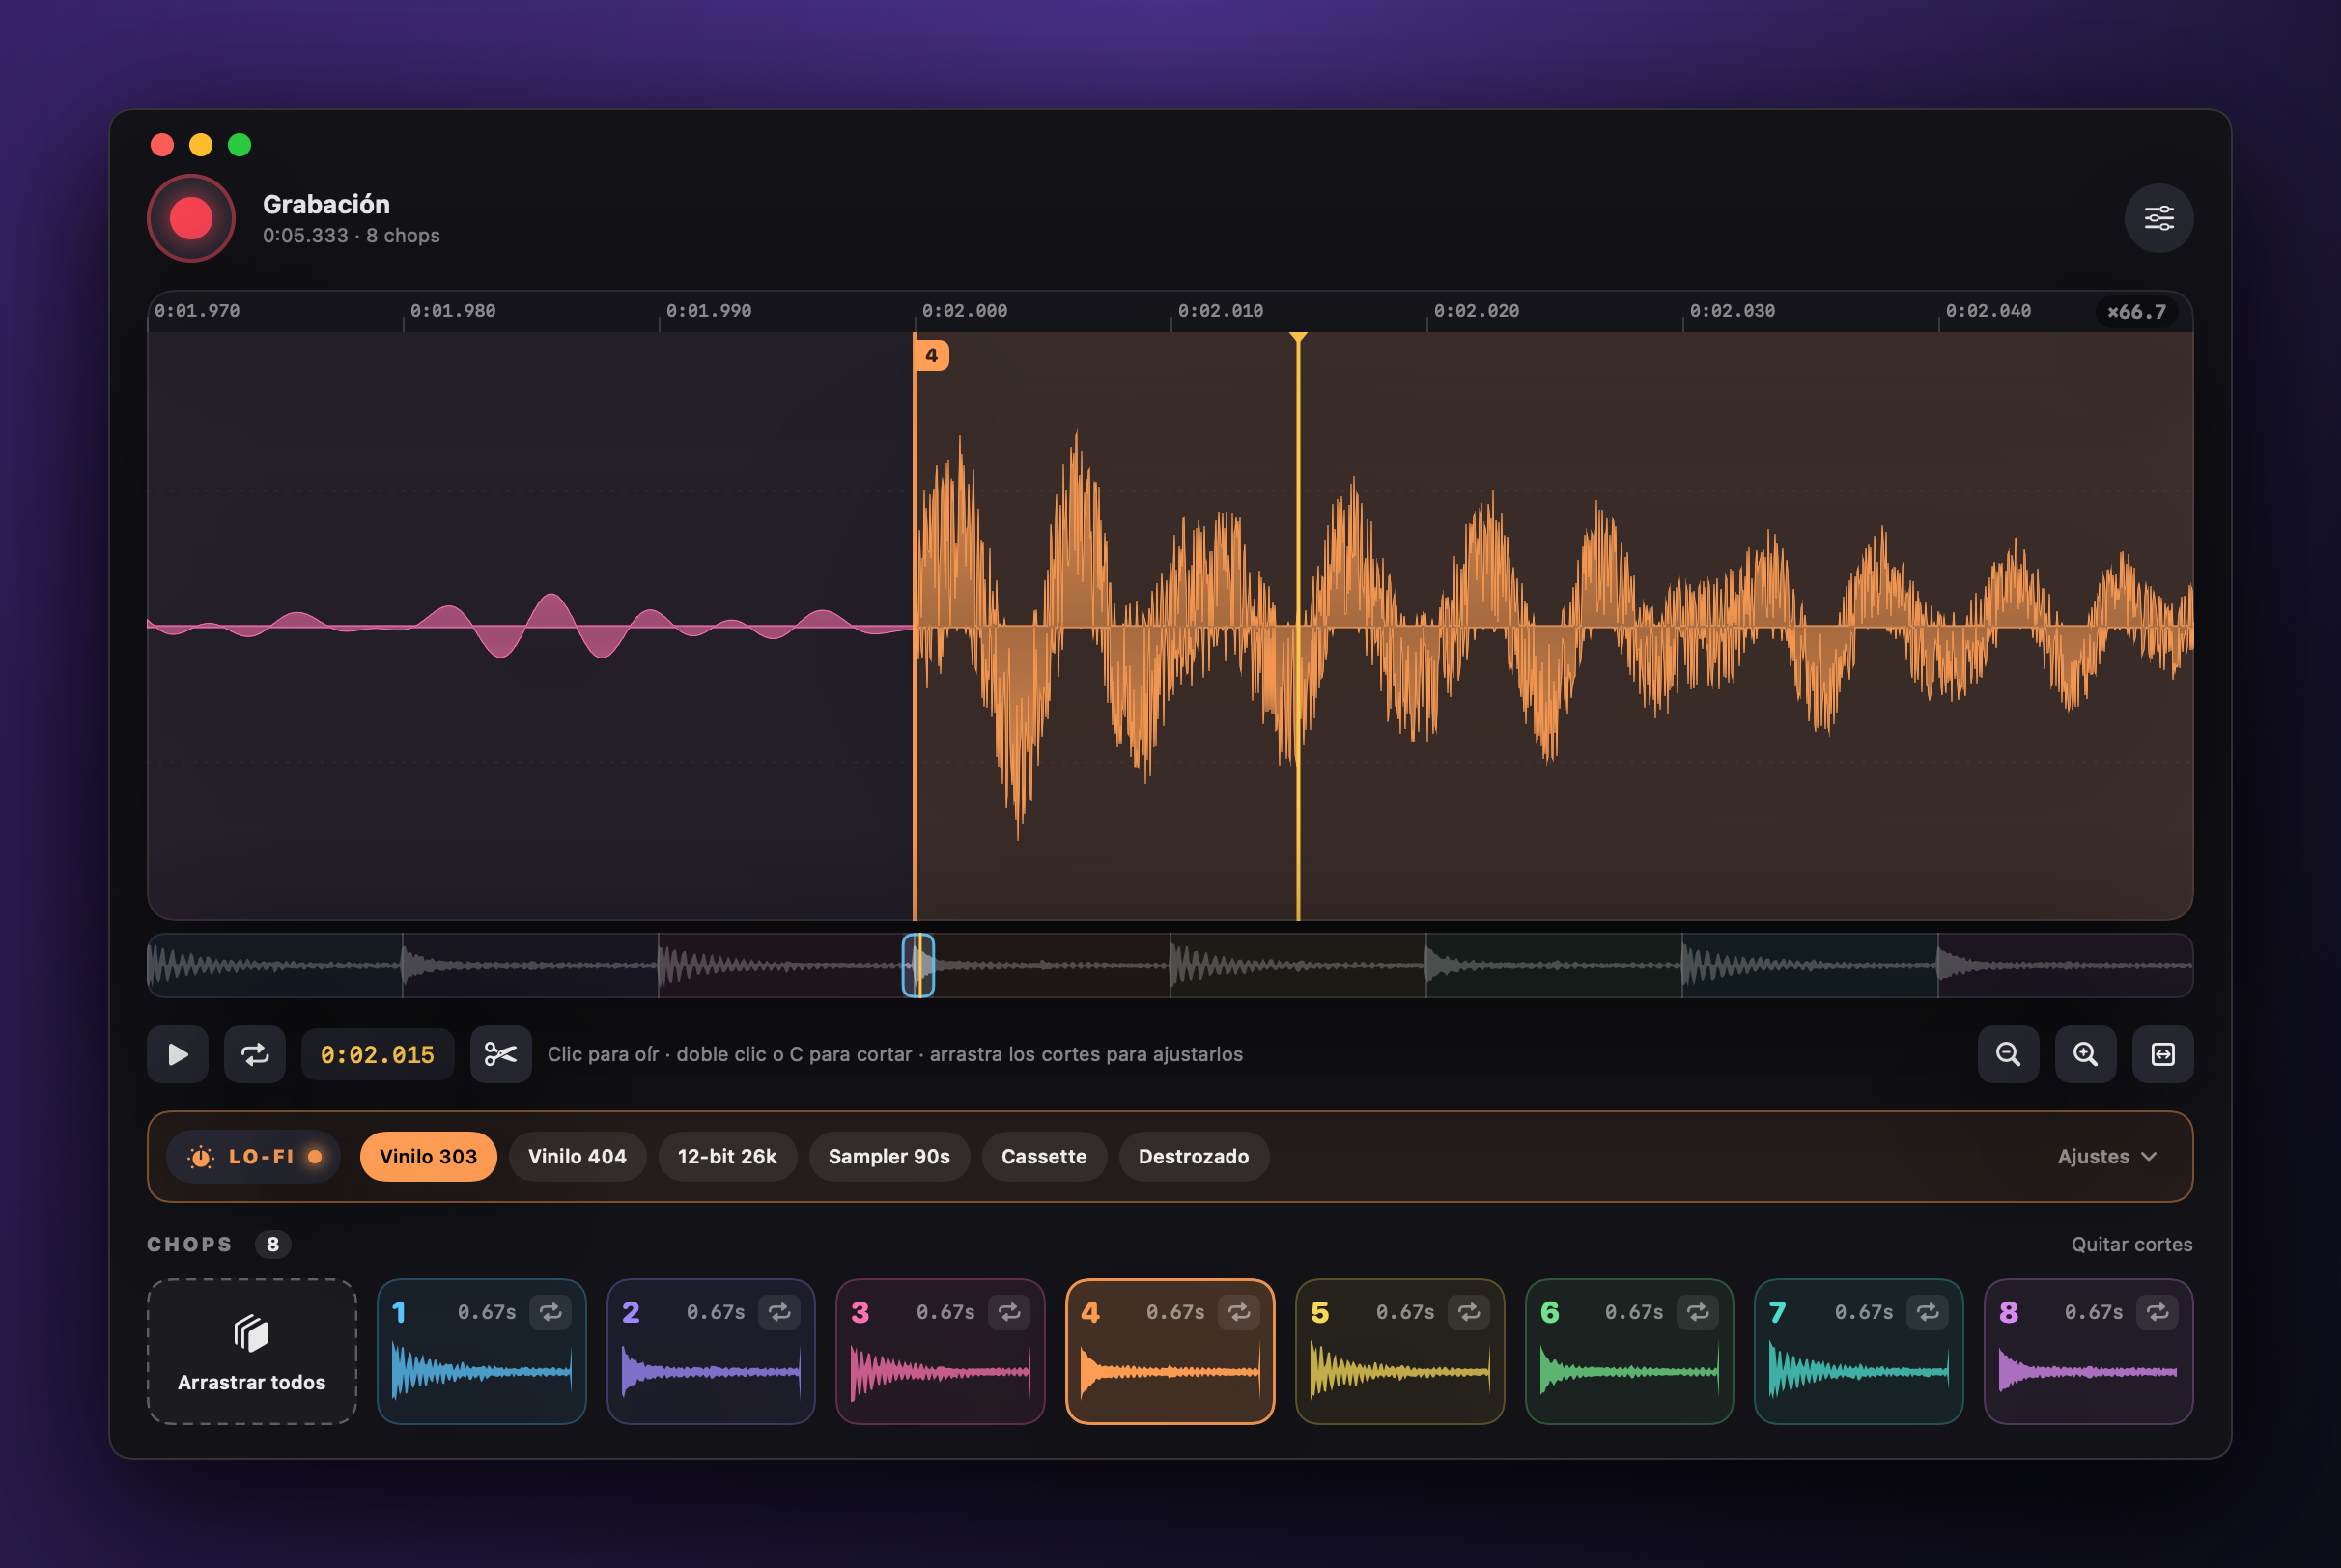 Grabación
0:05.333 · 8 chops
0:01.970 0:01.980 0:01.990 0:02.000 0:02.010 0:02.020 0:02.030 0:02.040 ×66.7
4
0:02.015 Clic para oír · doble clic o C para cortar · arrastra los cortes para ajustarlos
LO-FI Vinilo 303 Vinilo 404 12-bit 26k Sampler 90s Cassette Destrozado Ajustes
CHOPS 8 Quitar cortes
1 0.67s 2 0.67s 3 0.67s 4 0.67s 5 0.67s 6 0.67s 7 0.67s 8 0.67s
Arrastrar todos